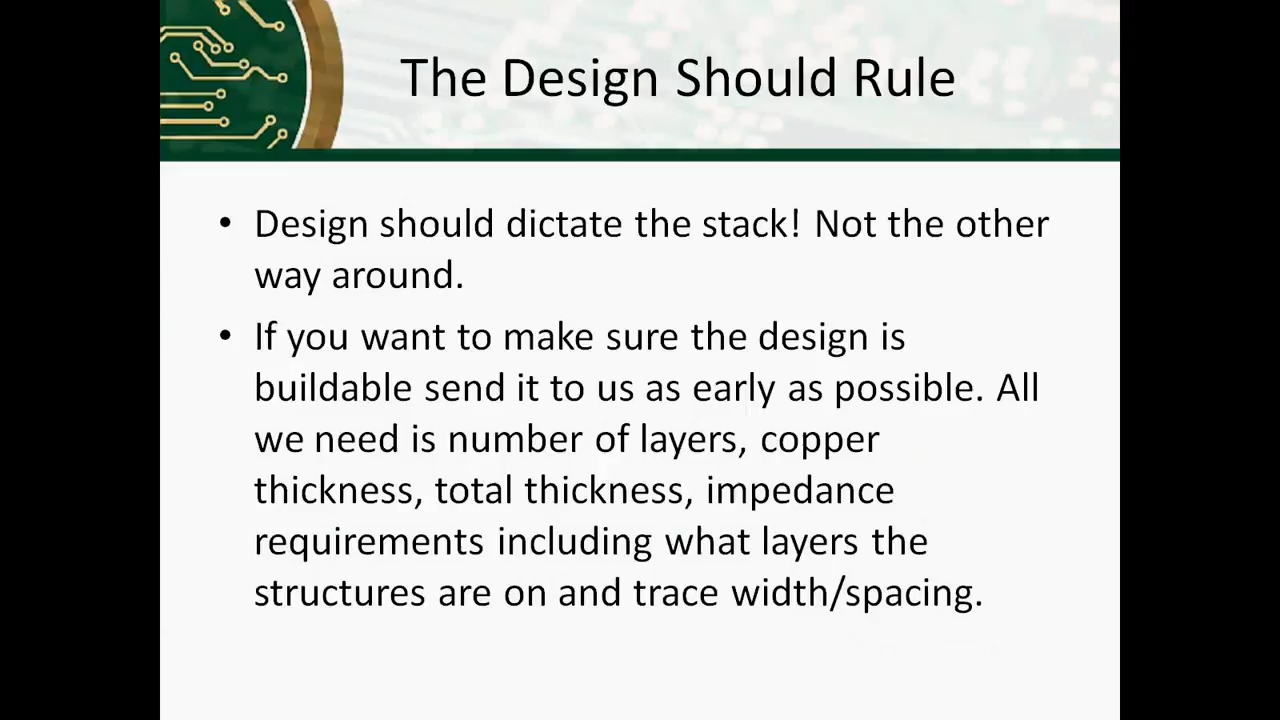 The Design Should Rule
• Design should dictate the stack! Not the other
way around.
• If you want to make sure the design is
buildable send it to us as early as possible. All
we need is number of layers, copper
thickness, total thickness, impedance
requirements including what layers the
structures are on and trace width/spacing.